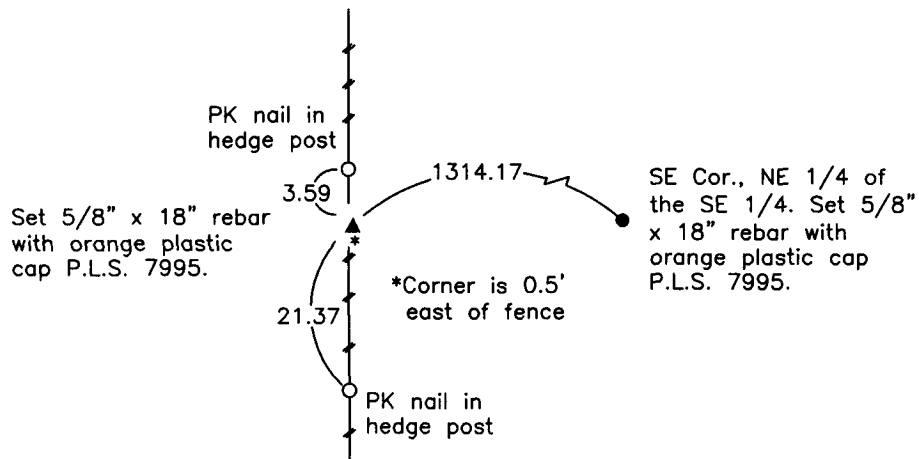 PK nail in
hedge post
1314.17
3.59
SE Cor., NE 1/4 of
the SE 1/4. Set 5/8"
x 18" rebar with
orange plastic cap
P.L.S. 7995.
Set 5/8" x 18" rebar
with orange plastic
cap P.L.S. 7995.
*
*Corner is 0.5'
east of fence
21.37
PK nail in
hedge post